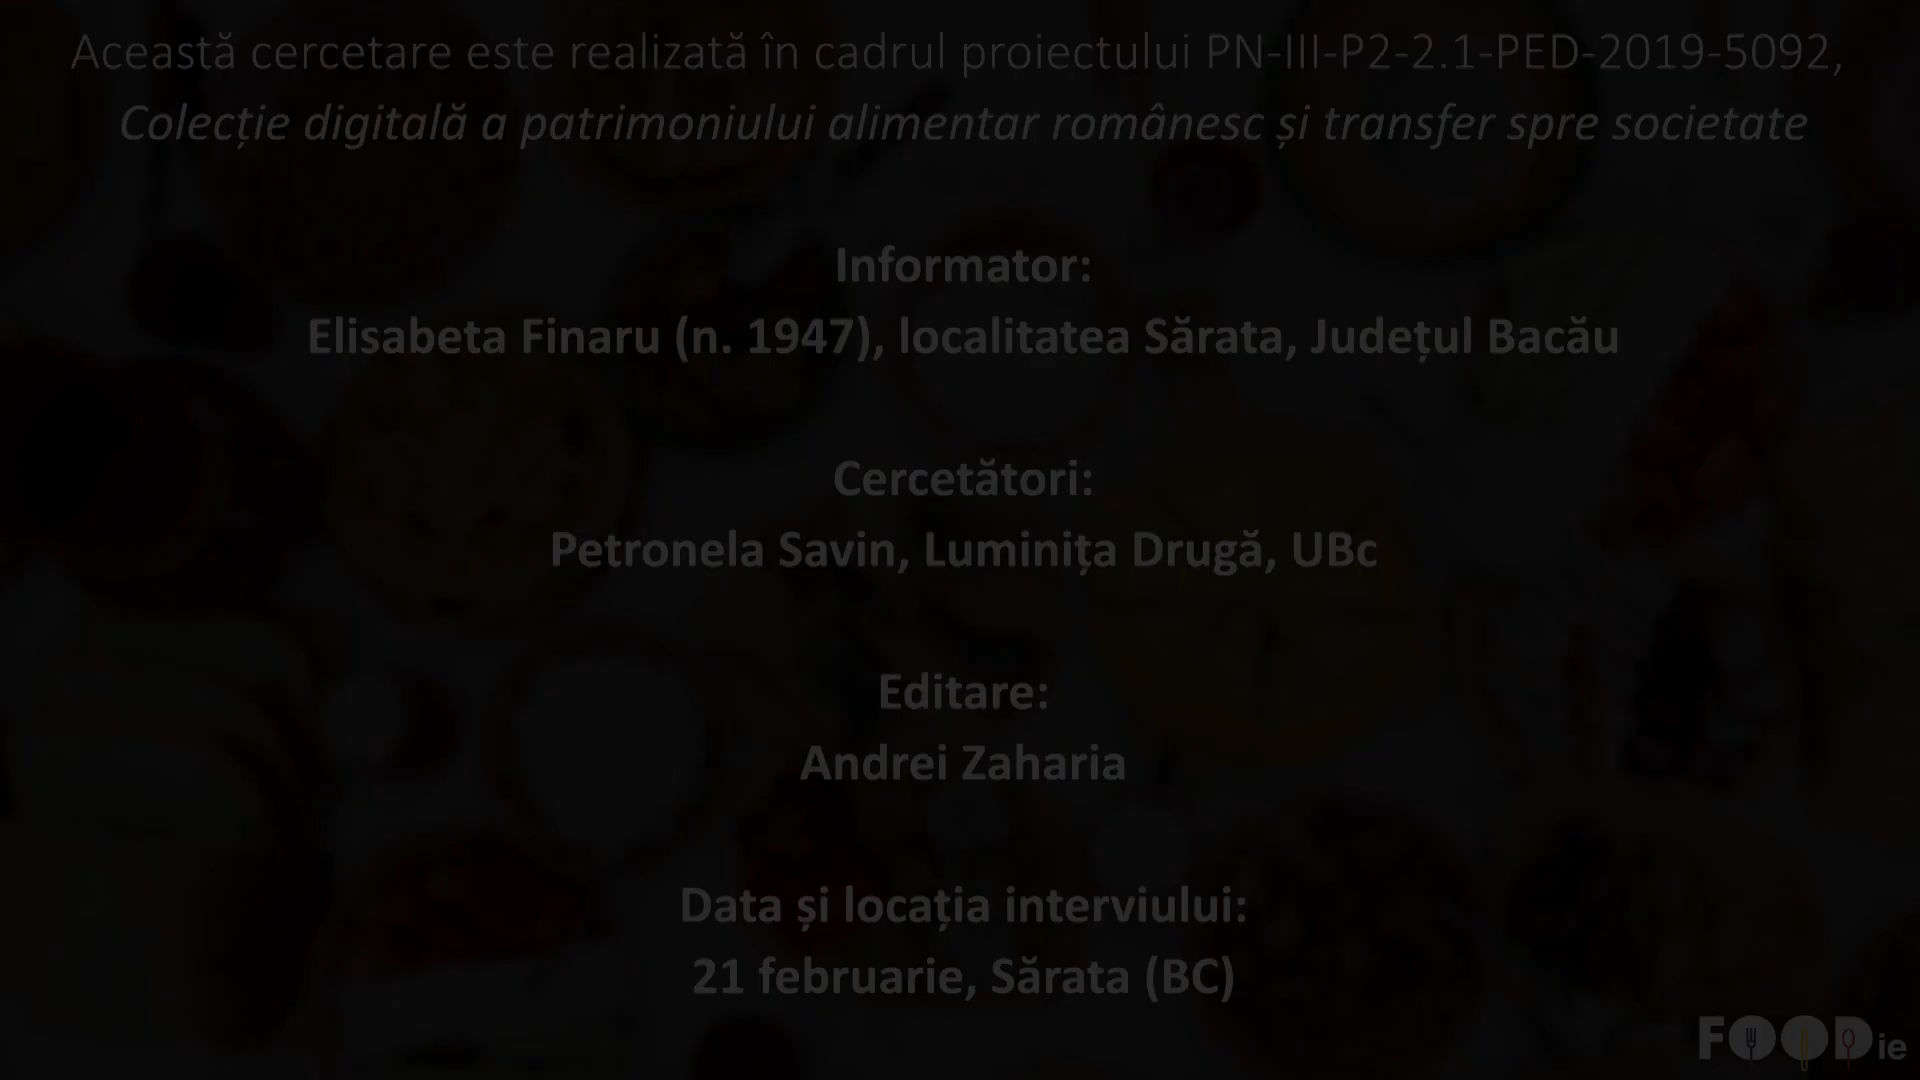 Această cercetare este realizată în cadrul proiectului PN-III-P2-2.1-PED-2019-5092,
Colecție digitală a patrimoniului alimentar românesc și transfer spre societate
Informator:
Elisabeta Finaru (n. 1947), localitatea Sărata, Județul Bacău
Cercetători:
Petronela Savin, Luminița Drugă, UBc
Editare:
Andrei Zaharia
Data și locația interviului:
21 februarie, Sărata (BC)
FOODie